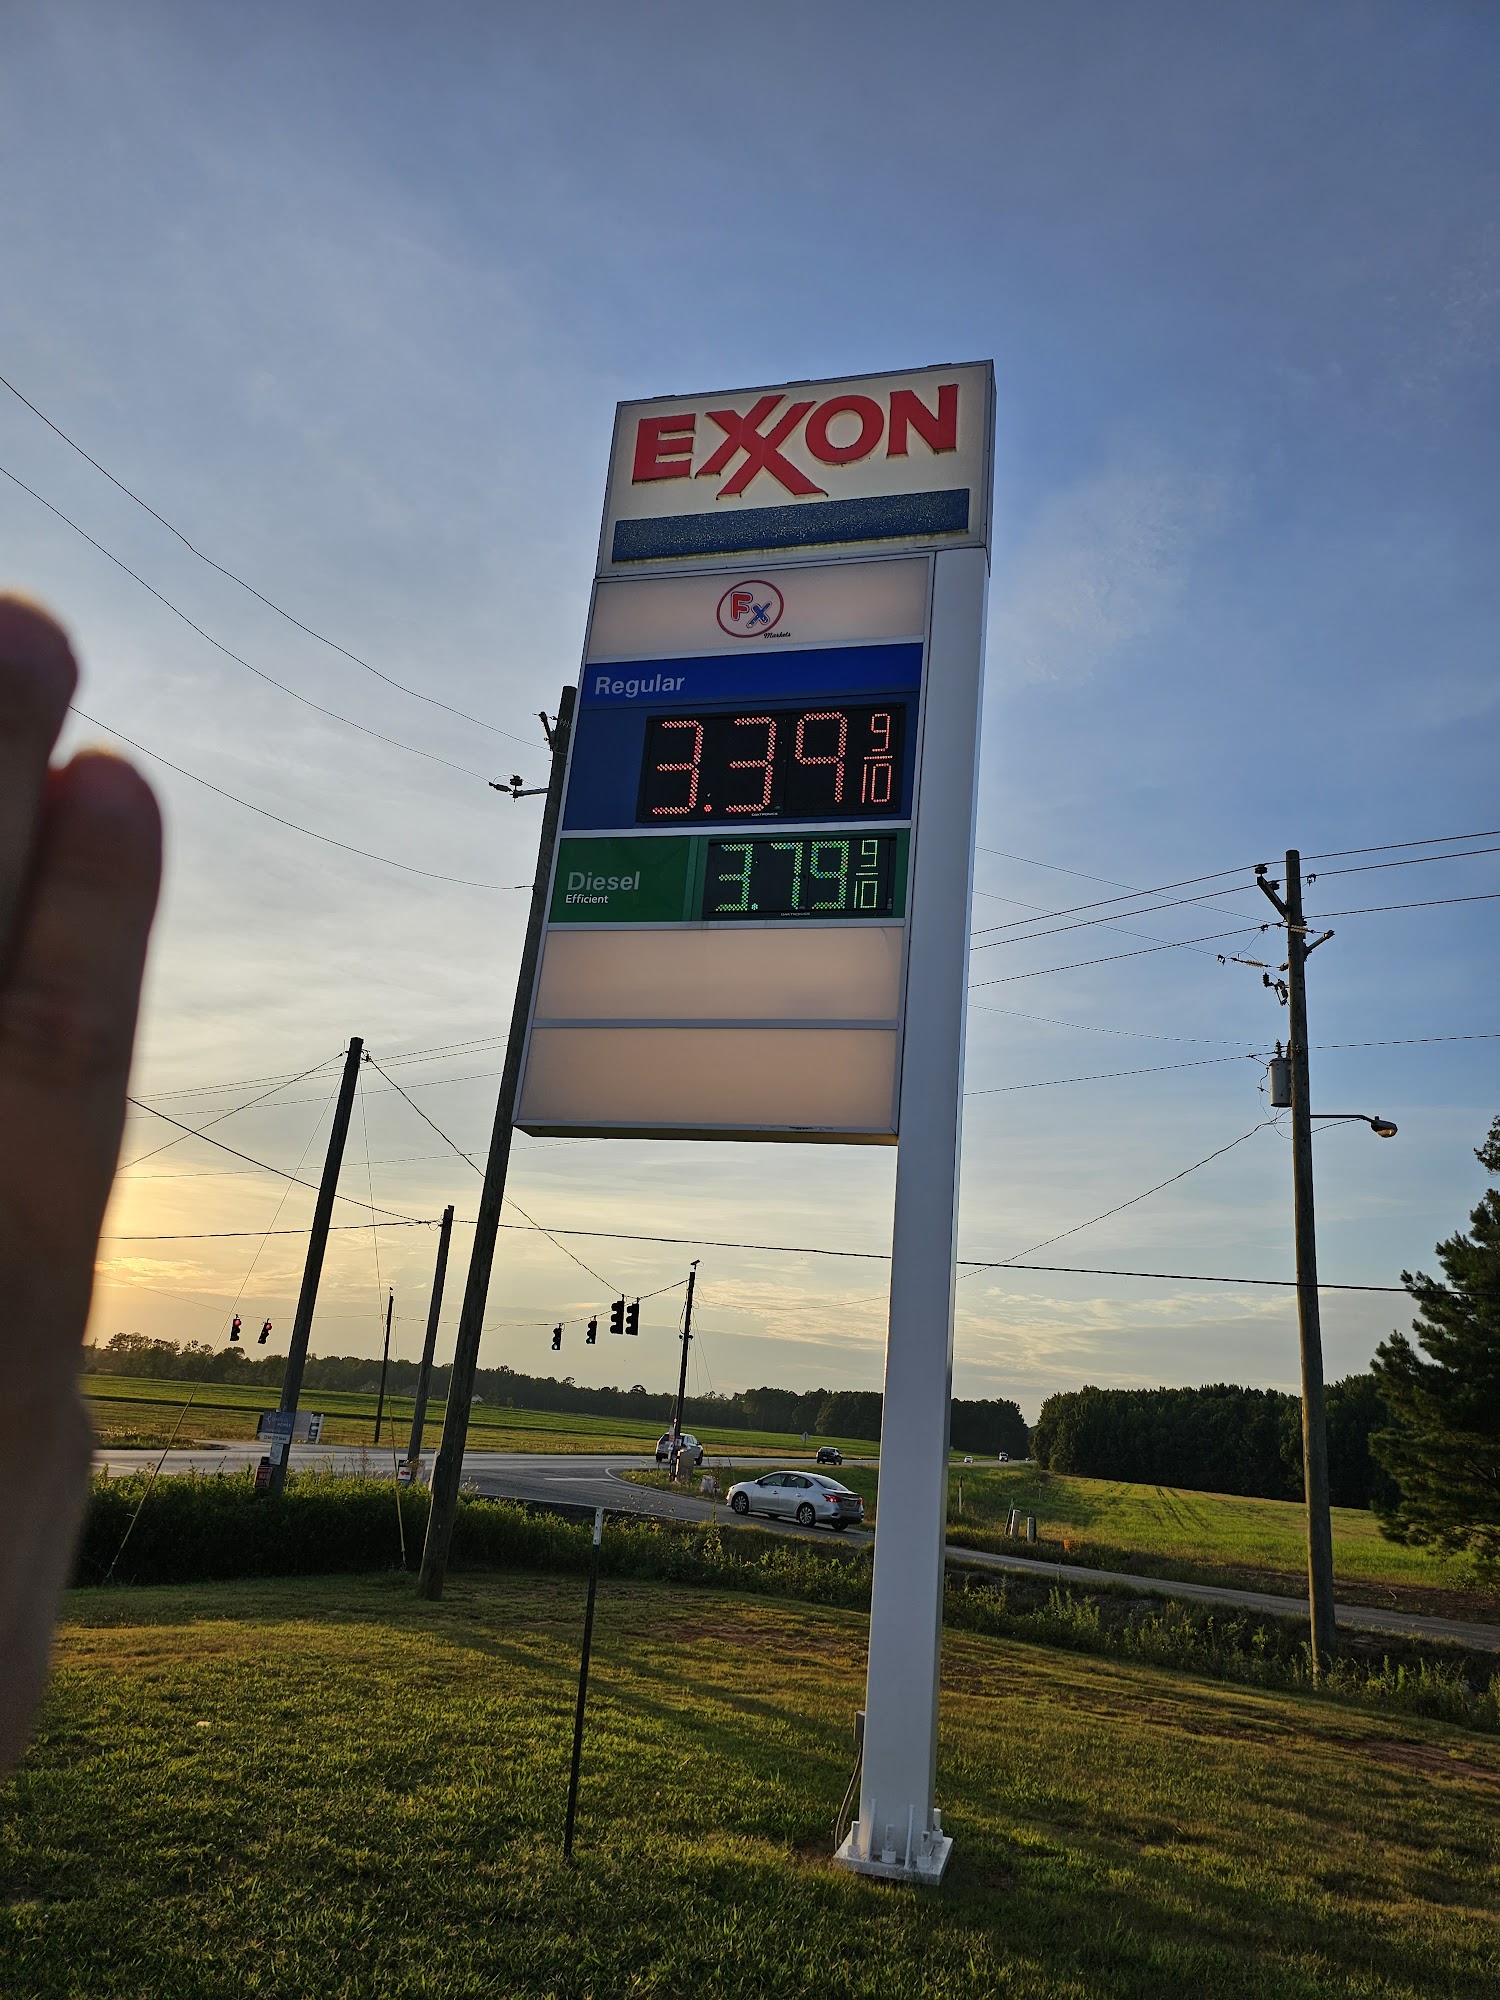 EXXON
Fx
Markets
Regular
3.39 9/10
Diesel
Efficient
3.79 9/10